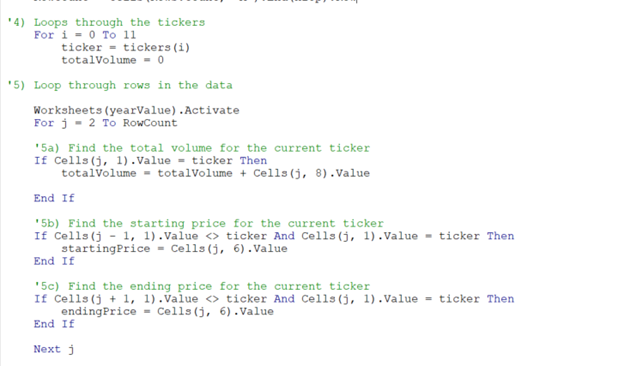 '4) Loops through the tickers
For i = 0 To 11
ticker = tickers(i)
totalVolume = 0
'5) Loop through rows in the data
Worksheets(yearValue).Activate
For j = 2 To RowCount
'5a) Find the total volume for the current ticker
If Cells(j, 1).Value = ticker Then
totalVolume = totalVolume + Cells(j, 8).Value
End If
'5b) Find the starting price for the current ticker
If Cells(j - 1, 1).Value <> ticker And Cells(j, 1).Value = ticker Then
startingPrice = Cells(j, 6).Value
End If
'5c) Find the ending price for the current ticker
If Cells(j + 1, 1).Value <> ticker And Cells(j, 1).Value = ticker Then
endingPrice = Cells(j, 6).Value
End If
Next j